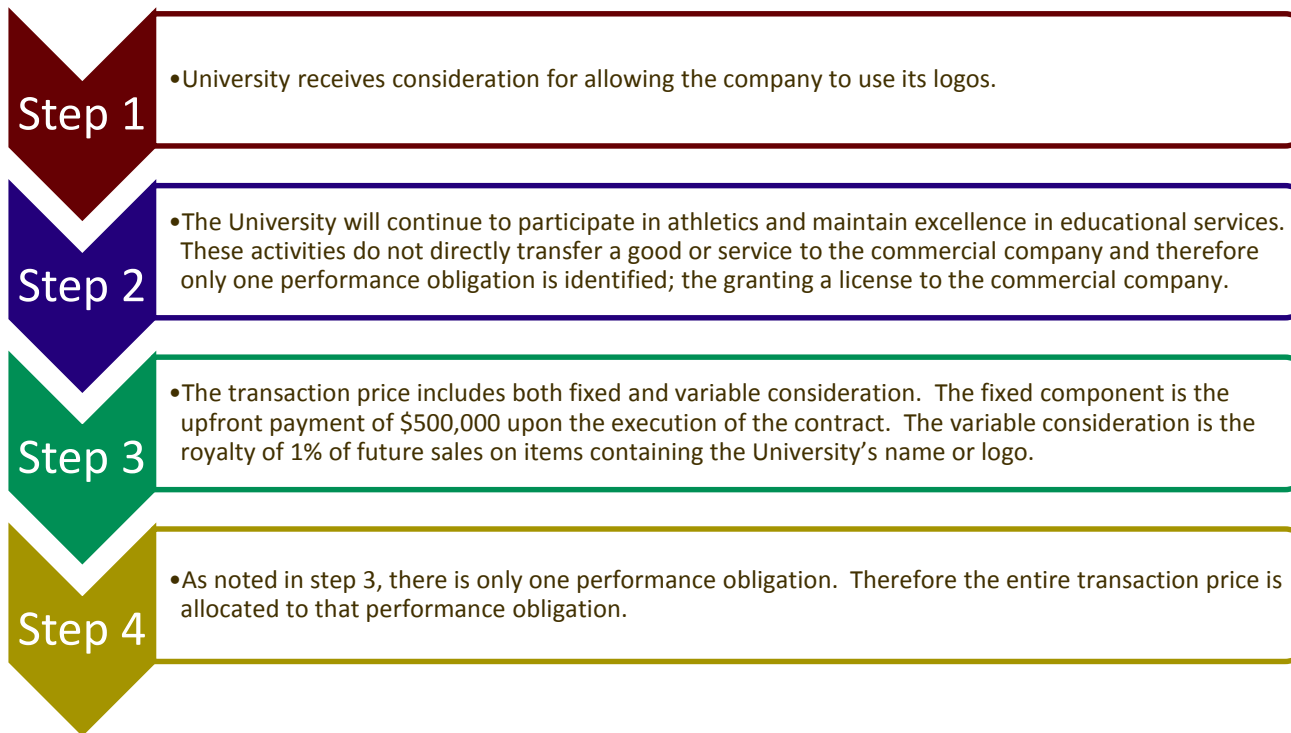 Step 1
•University receives consideration for allowing the company to use its logos.
Step 2
•The University will continue to participate in athletics and maintain excellence in educational services.
These activities do not directly transfer a good or service to the commercial company and therefore
only one performance obligation is identified; the granting a license to the commercial company.
Step 3
•The transaction price includes both fixed and variable consideration.  The fixed component is the
upfront payment of $500,000 upon the execution of the contract.  The variable consideration is the
royalty of 1% of future sales on items containing the University’s name or logo.
Step 4
•As noted in step 3, there is only one performance obligation.  Therefore the entire transaction price is
allocated to that performance obligation.